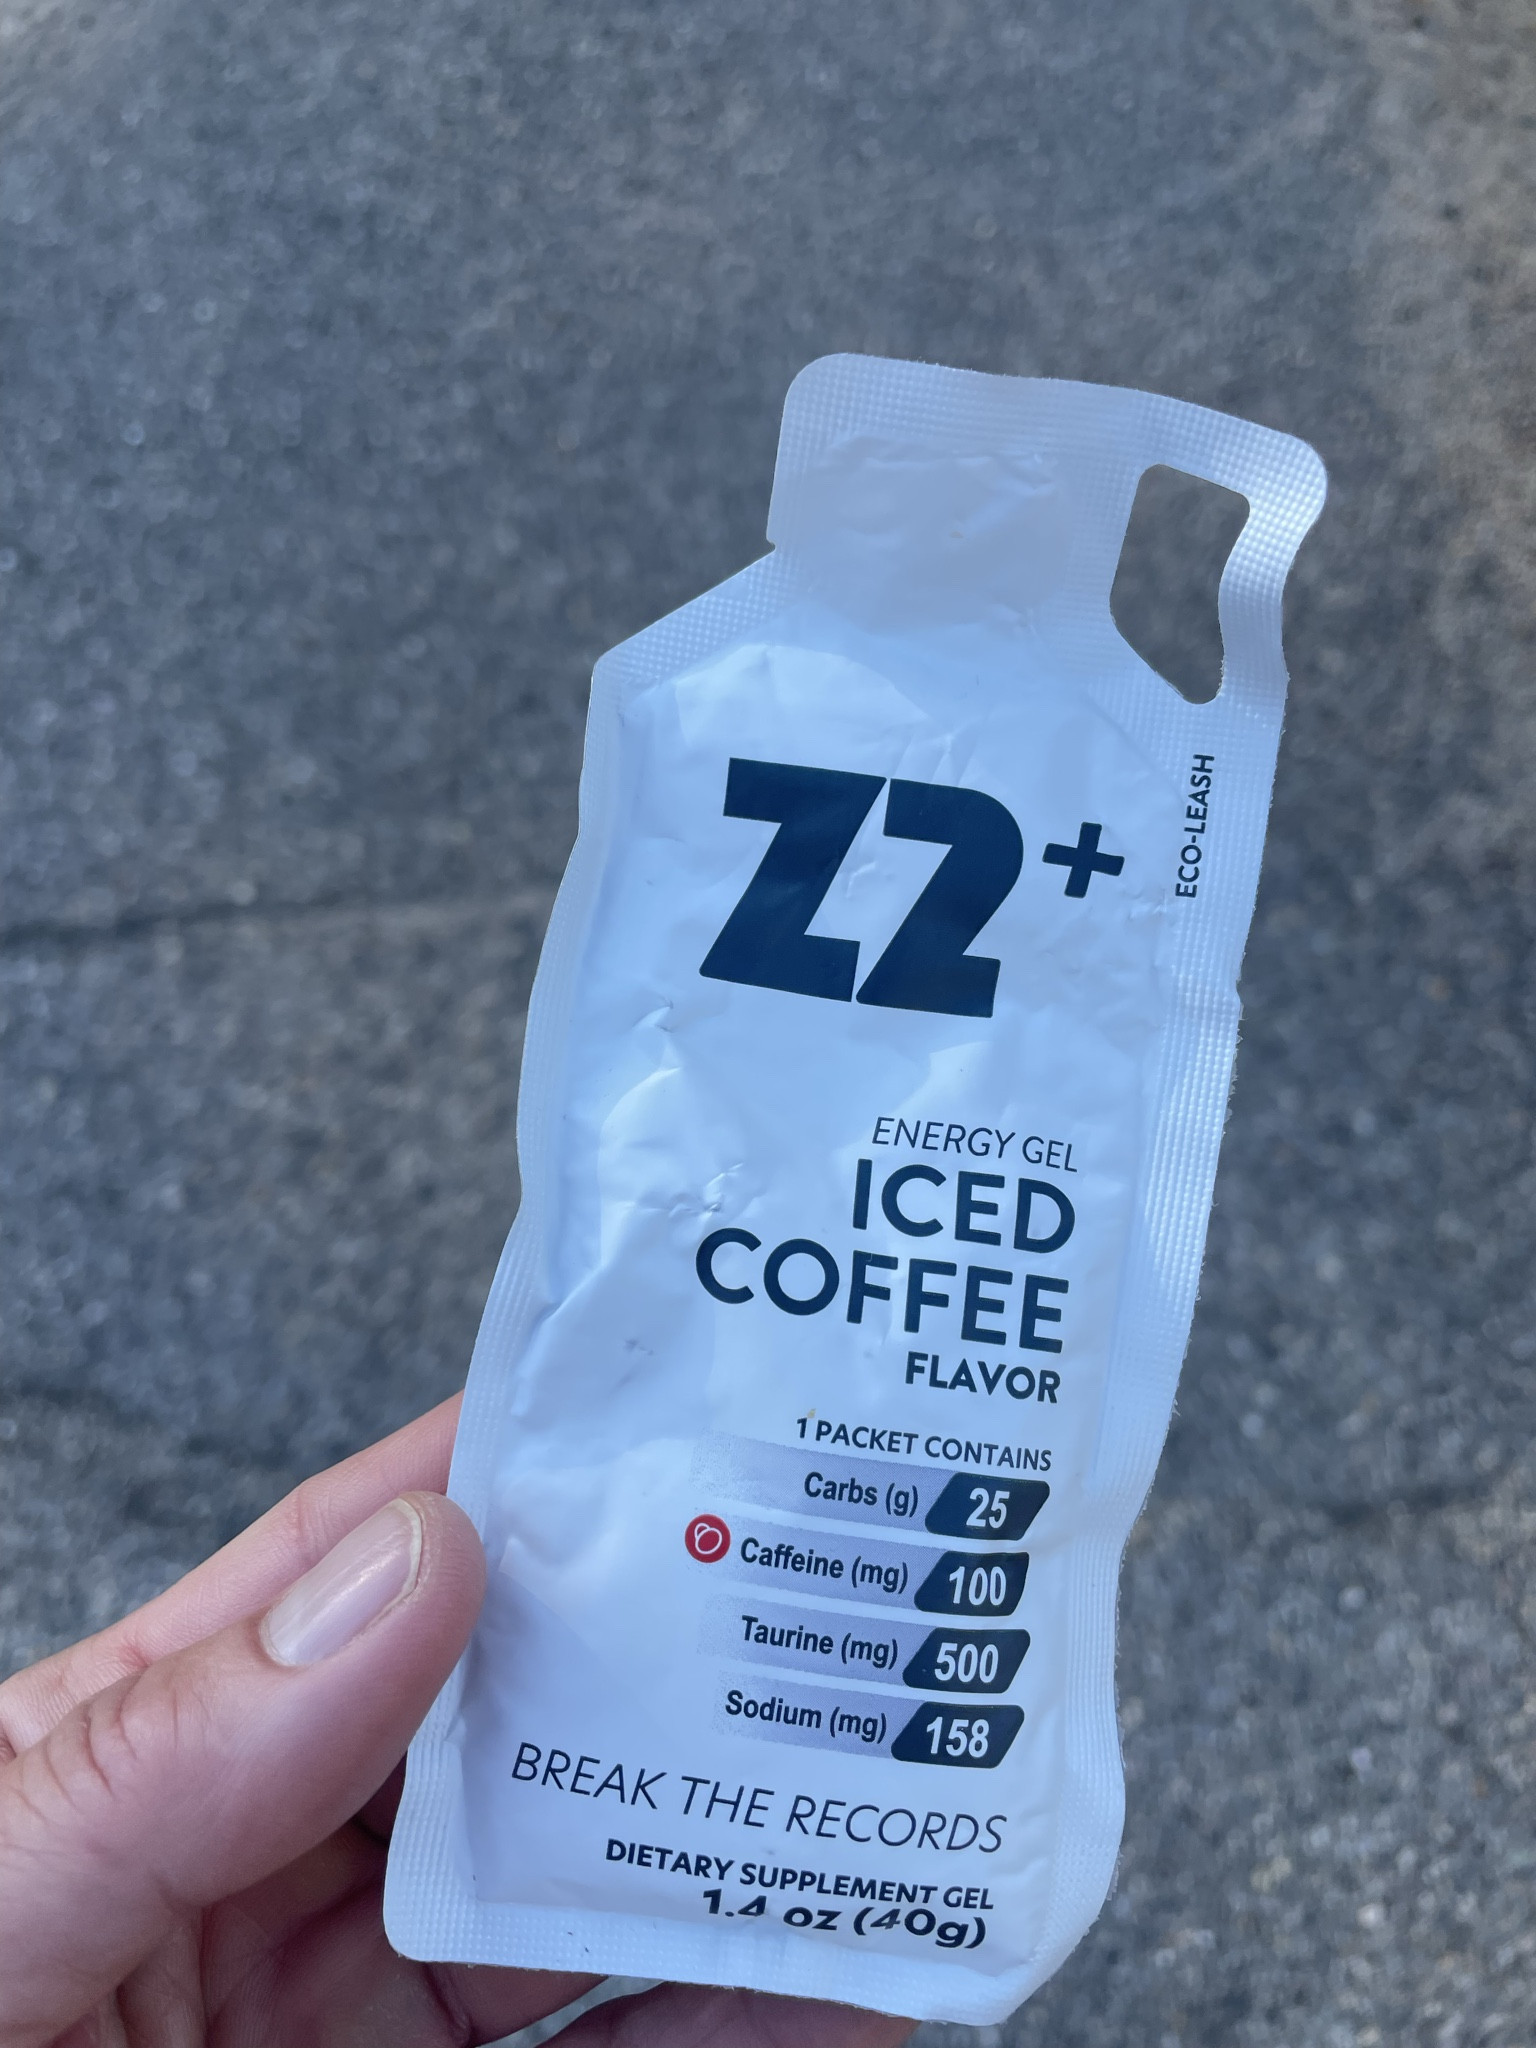 Z2+
ECO-LEASH
ENERGY GEL
ICED
COFFEE
FLAVOR
1 PACKET CONTAINS
Carbs (g) 25
Caffeine (mg) 100
Taurine (mg) 500
Sodium (mg) 158
BREAK THE RECORDS
DIETARY SUPPLEMENT GEL
1.4 oz (40g)